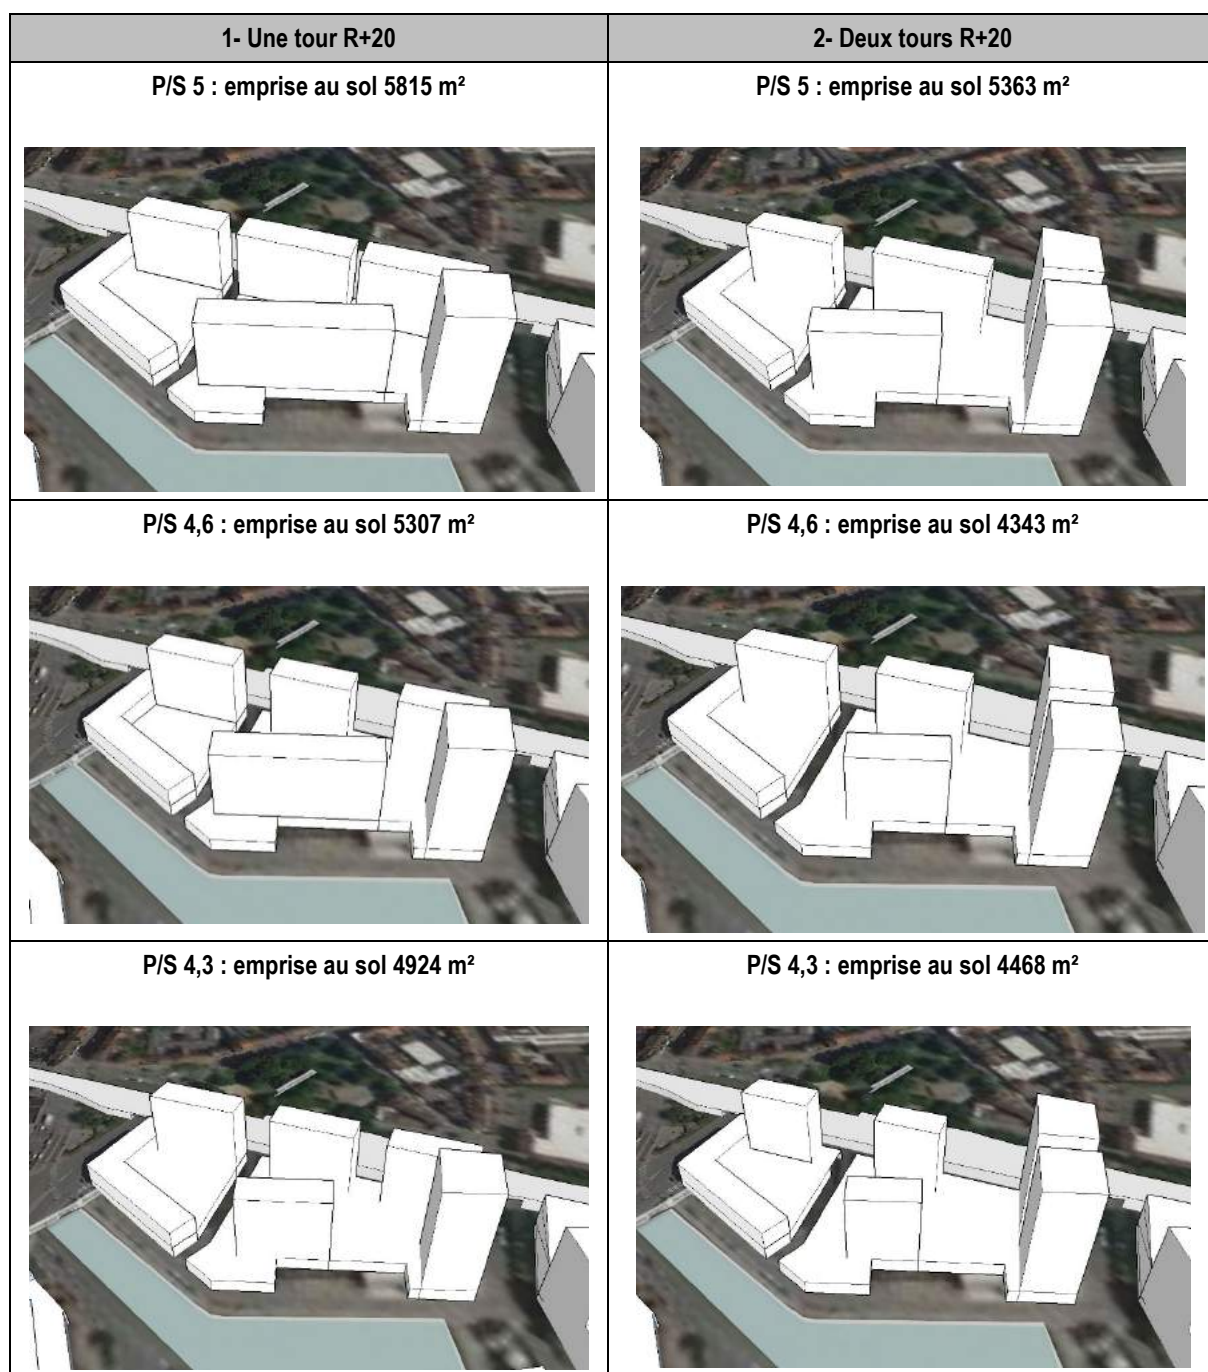 1- Une tour R+20
2- Deux tours R+20
P/S 5 : emprise au sol 5815 m²
P/S 5 : emprise au sol 5363 m²
P/S 4,6 : emprise au sol 5307 m²
P/S 4,6 : emprise au sol 4343 m²
P/S 4,3 : emprise au sol 4924 m²
P/S 4,3 : emprise au sol 4468 m²